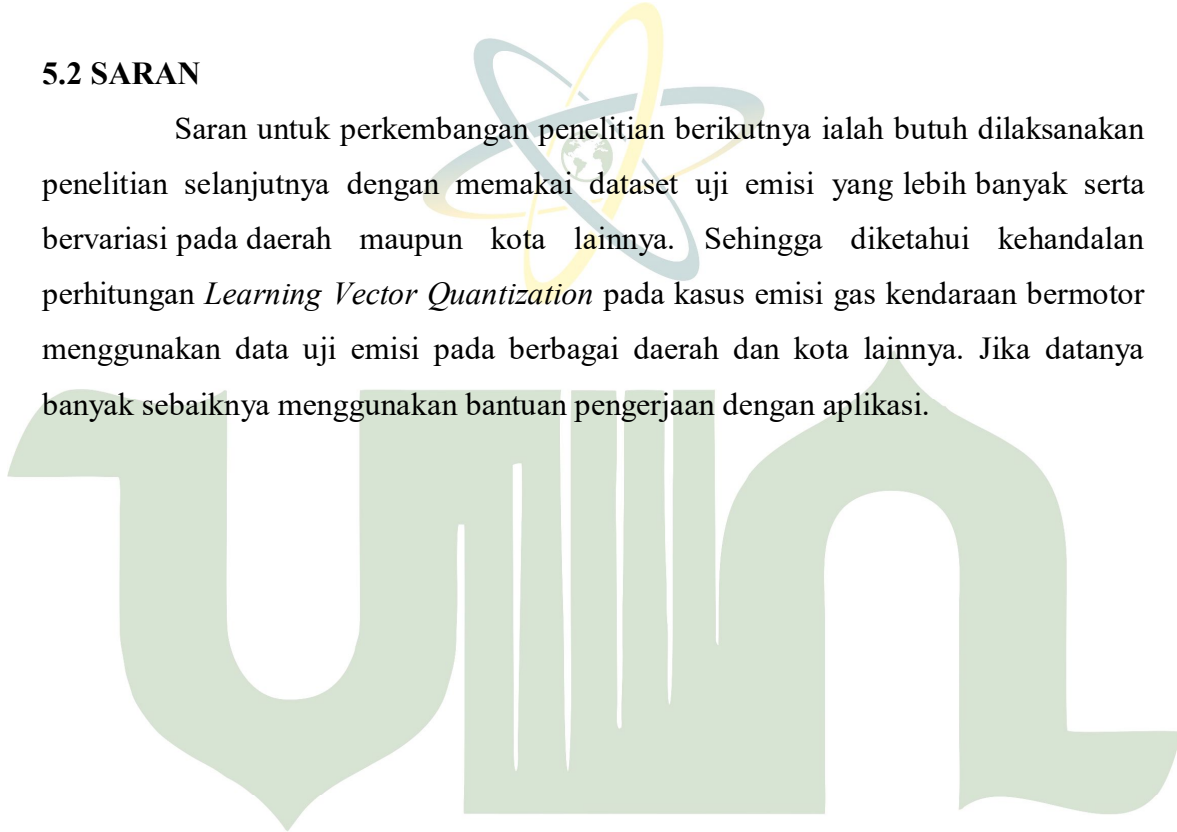 5.2 SARAN
Saran untuk perkembangan penelitian berikutnya ialah butuh dilaksanakan
penelitian selanjutnya dengan memakai dataset uji emisi yang lebih banyak serta
bervariasi pada daerah maupun kota lainnya. Sehingga diketahui kehandalan
perhitungan Learning Vector Quantization pada kasus emisi gas kendaraan bermotor
menggunakan data uji emisi pada berbagai daerah dan kota lainnya. Jika datanya
banyak sebaiknya menggunakan bantuan pengerjaan dengan aplikasi.